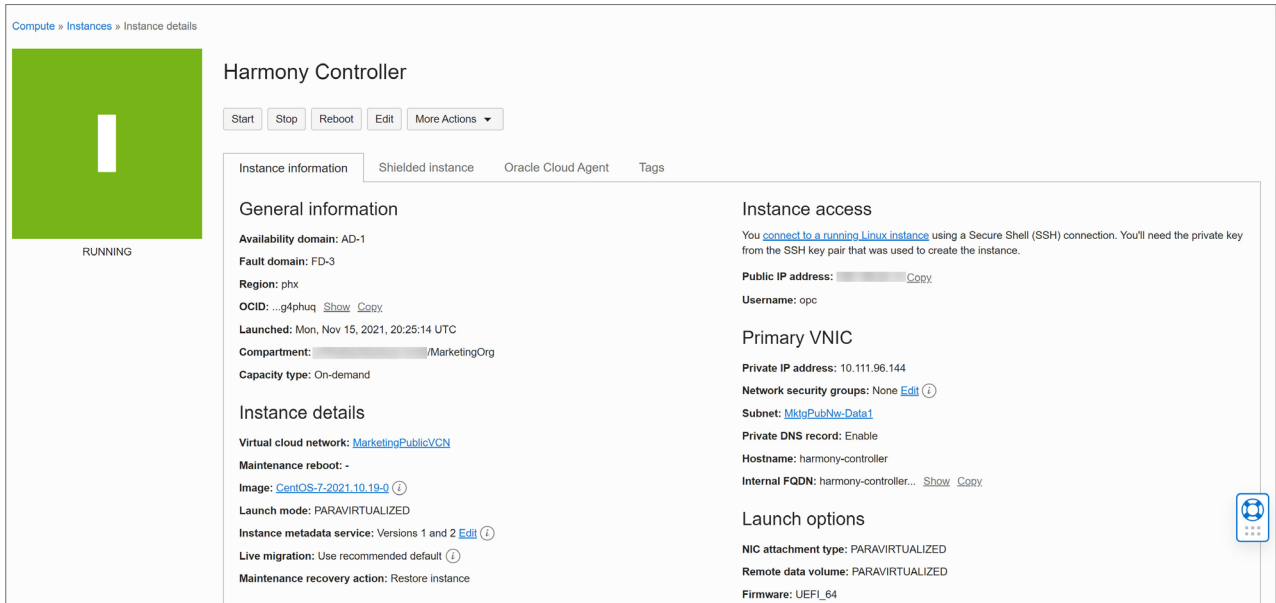 Compute » Instances » Instance details
Harmony Controller
Start Stop Reboot Edit More Actions
RUNNING
Instance information Shielded instance Oracle Cloud Agent Tags
General information
Availability domain: AD-1
Fault domain: FD-3
Region: phx
OCID: ...g4phuq Show Copy
Launched: Mon, Nov 15, 2021, 20:25:14 UTC
Compartment: /MarketingOrg
Capacity type: On-demand
Instance details
Virtual cloud network: MarketingPublicVCN
Maintenance reboot: -
Image: CentOS-7-2021.10.19-0
Launch mode: PARAVIRTUALIZED
Instance metadata service: Versions 1 and 2 Edit
Live migration: Use recommended default
Maintenance recovery action: Restore instance
Instance access
You connect to a running Linux instance using a Secure Shell (SSH) connection. You'll need the private key
from the SSH key pair that was used to create the instance.
Public IP address: Copy
Username: opc
Primary VNIC
Private IP address: 10.111.96.144
Network security groups: None Edit
Subnet: MktgPubNw-Data1
Private DNS record: Enable
Hostname: harmony-controller
Internal FQDN: harmony-controller... Show Copy
Launch options
NIC attachment type: PARAVIRTUALIZED
Remote data volume: PARAVIRTUALIZED
Firmware: UEFI_64